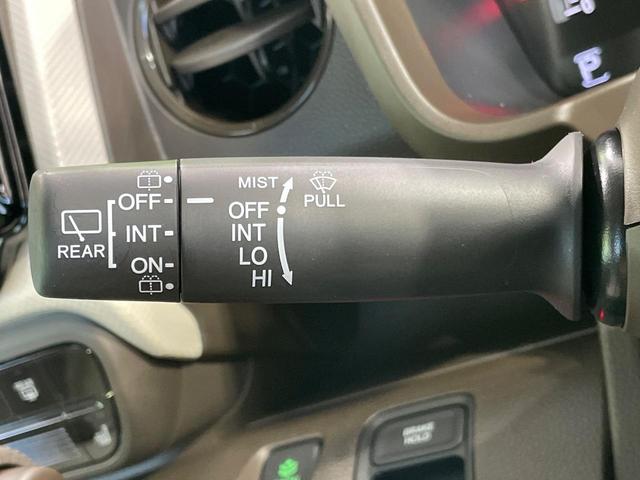 MIST
PULL
OFF
INT
LO
HI
REAR
OFF
INT
ON
BRAKE
HOLD